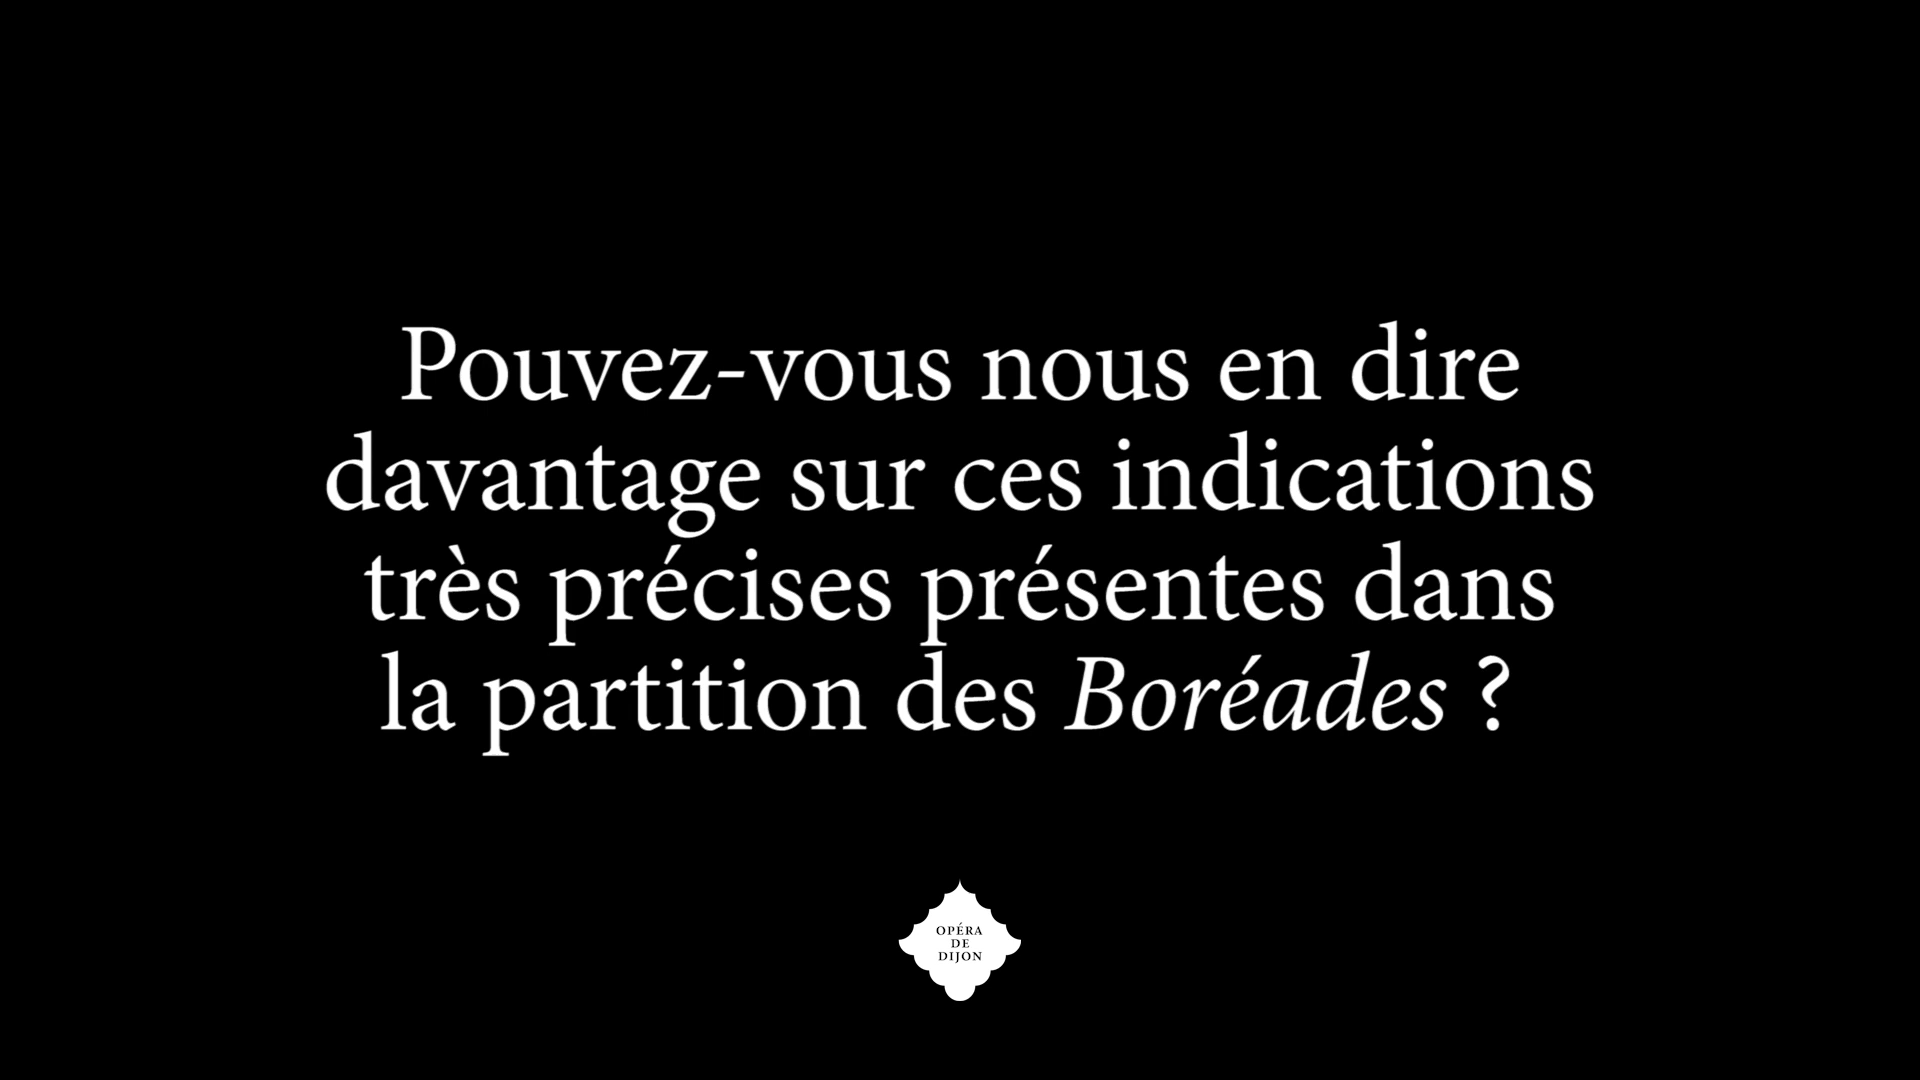 Pouvez-vous nous en dire
davantage sur ces indications
très précises présentes dans
la partition des Boréades ?
OPÉRA
DE
DIJON